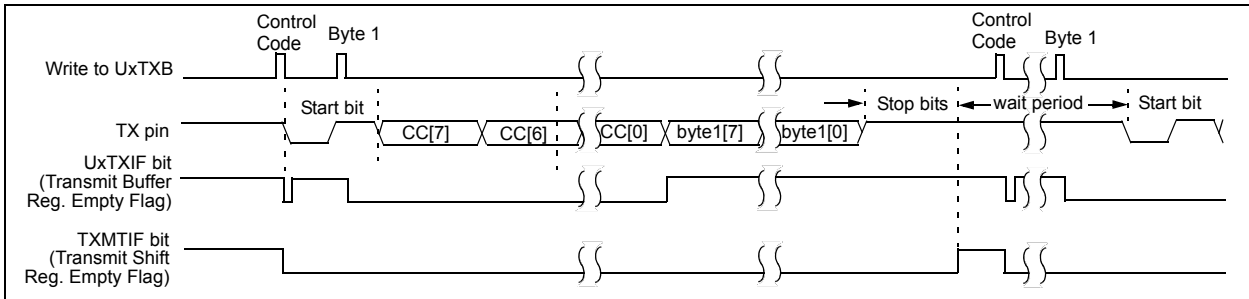 Control
Code
Byte 1
Control
Code
Byte 1
Write to UxTXB
Start bit
Stop bits
wait period
Start bit
TX pin
CC[7]
CC[6]
CC[0]
byte1[7]
byte1[0]
UxTXIF bit
(Transmit Buffer
Reg. Empty Flag)
TXMTIF bit
(Transmit Shift
Reg. Empty Flag)